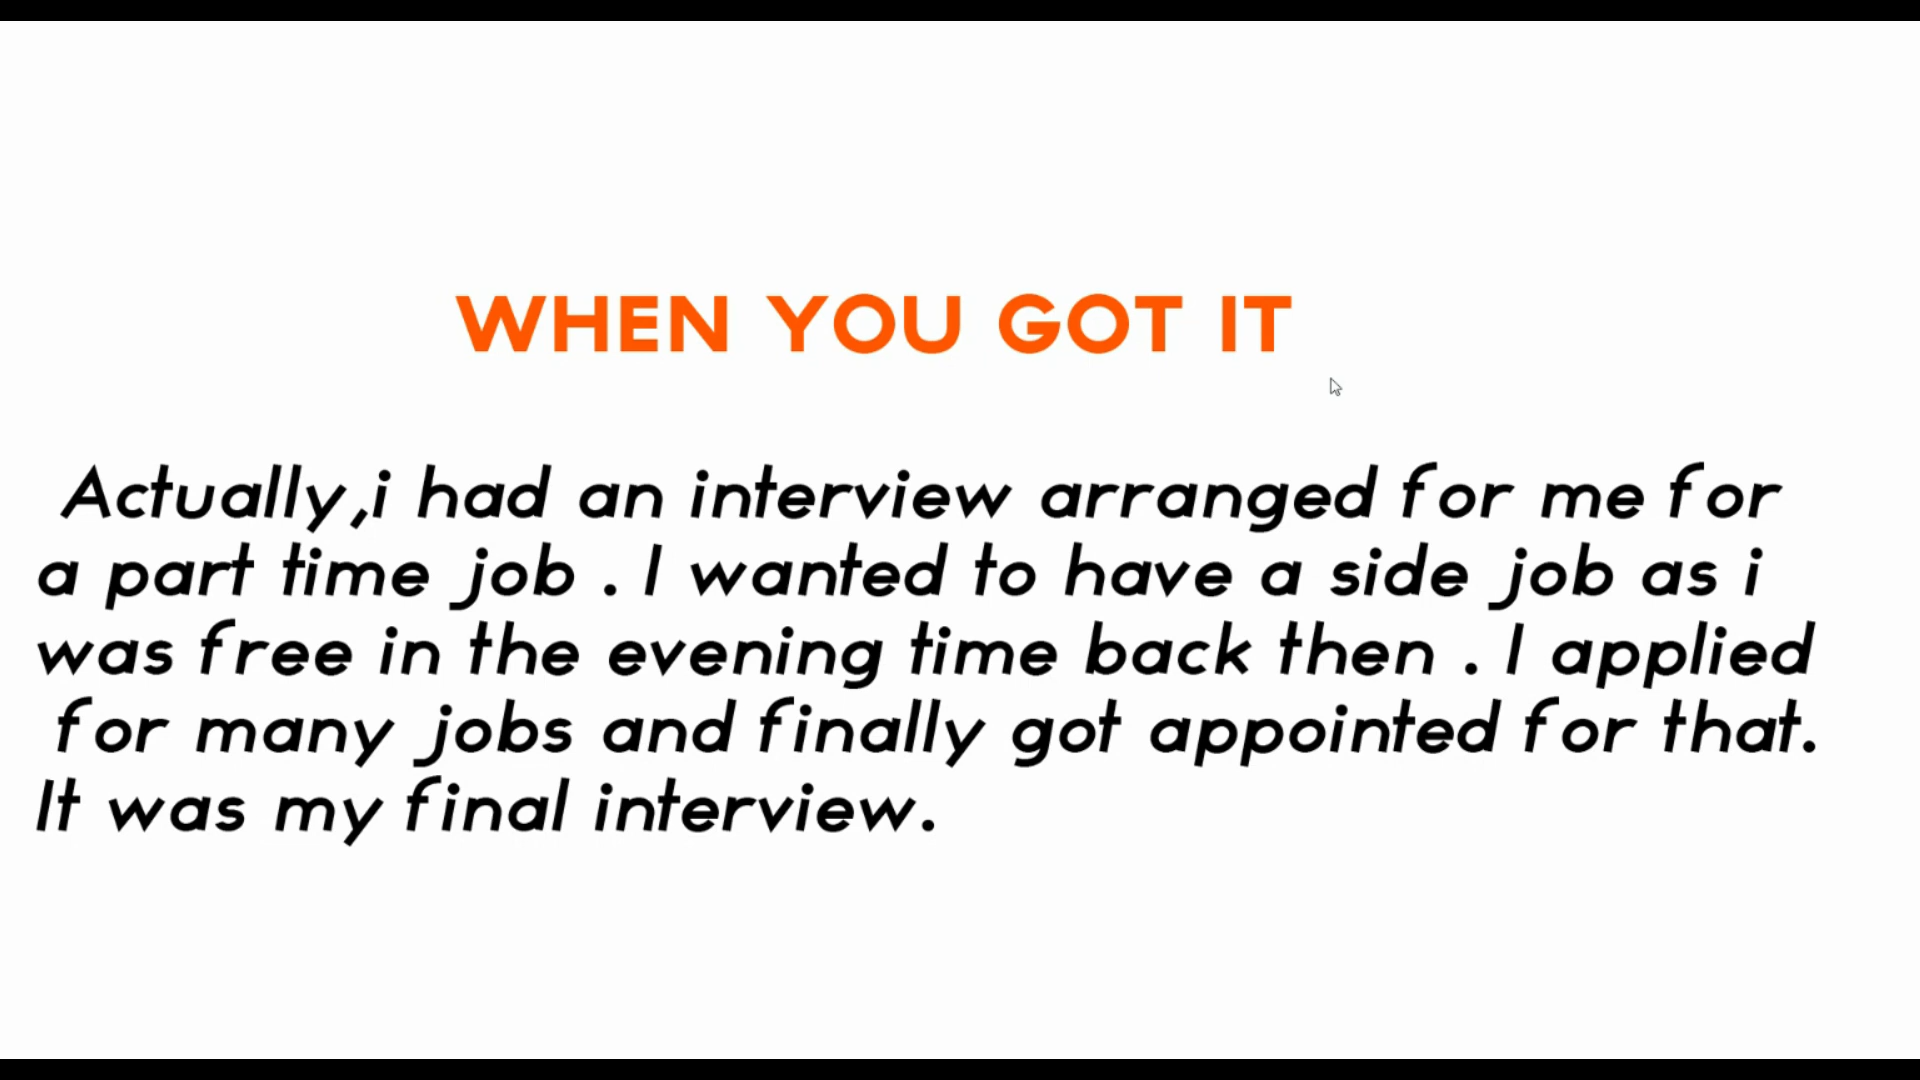 WHEN YOU GOT IT
Actually,i had an interview arranged for me for
a part time job . I wanted to have a side job as i
was free in the evening time back then . I applied
for many jobs and finally got appointed for that.
It was my final interview.